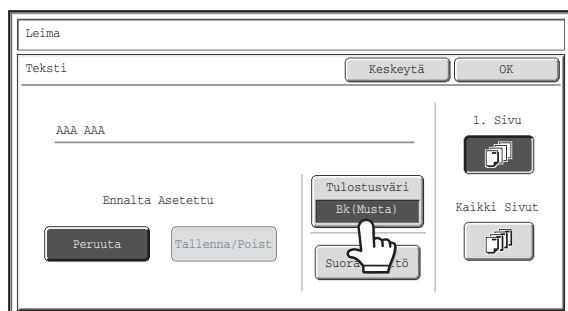 Leima
Teksti
Keskeytä
OK
AAA AAA
1. Sivu
Tulostusväri
Bk(Musta)
Ennalta Asetettu
Kaikki Sivut
Peruuta
Tallenna/Poist